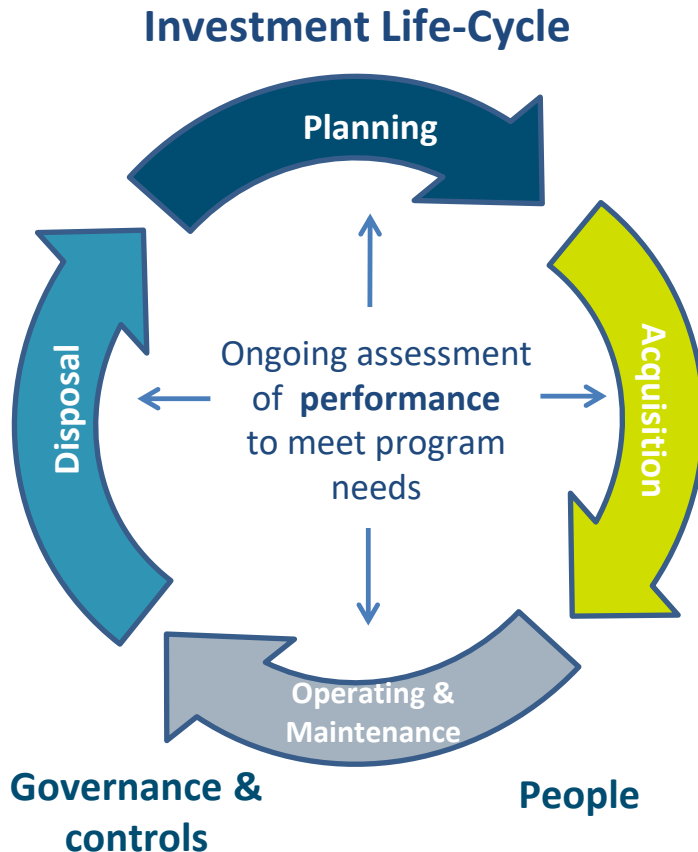 Investment Life-Cycle
Planning
Acquisition
Ongoing assessment
of performance
to meet program
needs
Disposal
Operating &
Maintenance
Governance &
controls
People